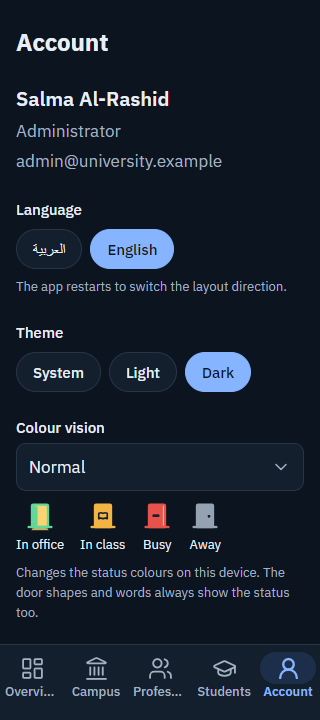 Account
Salma Al-Rashid
Administrator
admin@university.example
Language
العربية English
The app restarts to switch the layout direction.
Theme
System Light Dark
Colour vision
Normal
In office In class Busy Away
Changes the status colours on this device. The
door shapes and words always show the status
too.
Overvi... Campus Profes... Students Account